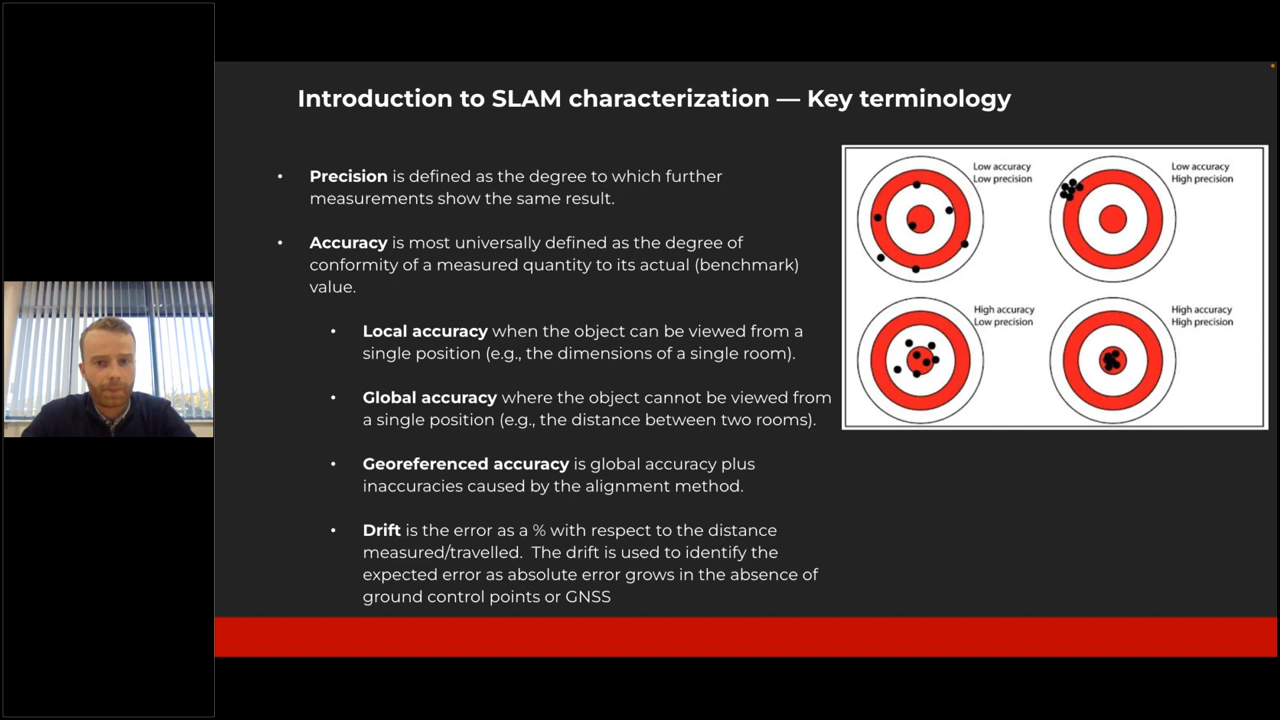 Introduction to SLAM characterization — Key terminology
• Precision is defined as the degree to which further
measurements show the same result.
• Accuracy is most universally defined as the degree of
conformity of a measured quantity to its actual (benchmark)
value.
• Local accuracy when the object can be viewed from a
single position (e.g., the dimensions of a single room).
• Global accuracy where the object cannot be viewed from
a single position (e.g., the distance between two rooms).
• Georeferenced accuracy is global accuracy plus
inaccuracies caused by the alignment method.
• Drift is the error as a % with respect to the distance
measured/travelled.  The drift is used to identify the
expected error as absolute error grows in the absence of
ground control points or GNSS
Low accuracy
Low precision
Low accuracy
High precision
High accuracy
Low precision
High accuracy
High precision